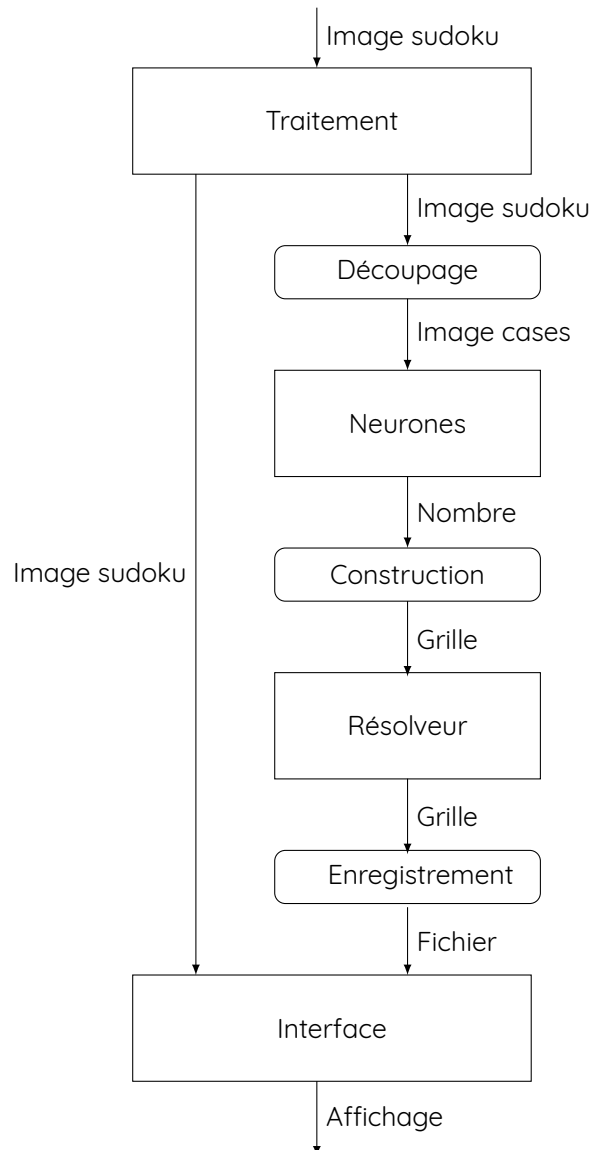 Image sudoku
Traitement
Image sudoku
Découpage
Image cases
Neurones
Nombre
Image sudoku
Construction
Grille
Résolveur
Grille
Enregistrement
Fichier
Interface
Affichage